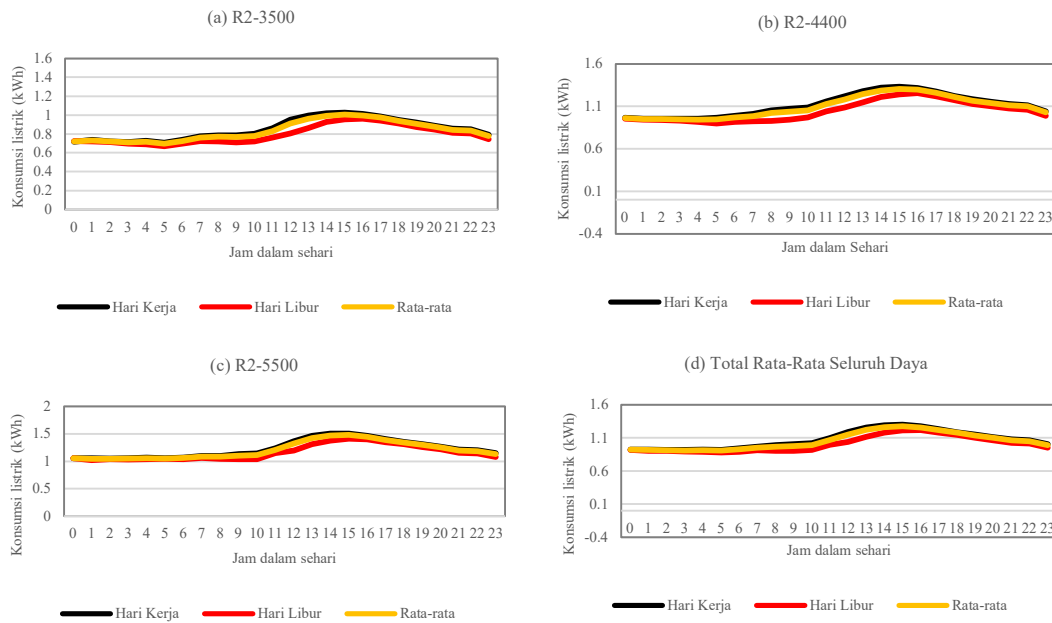 (a) R2-3500
Konsumsi listrik (kWh)
1.6
1.4
1.2
1
0.8
0.6
0.4
0.2
0
0 1 2 3 4 5 6 7 8 9 10 11 12 13 14 15 16 17 18 19 20 21 22 23
Jam dalam sehari
Hari Kerja Hari Libur Rata-rata
(b) R2-4400
Konsumsi listrik (kWh)
1.6
1.1
0.6
0.1
-0.4
0 1 2 3 4 5 6 7 8 9 10 11 12 13 14 15 16 17 18 19 20 21 22 23
Jam dalam Sehari
Hari Kerja Hari Libur Rata-rata
(c) R2-5500
Konsumsi listrik (kWh)
2
1.5
1
0.5
0
0 1 2 3 4 5 6 7 8 9 10 11 12 13 14 15 16 17 18 19 20 21 22 23
Jam dalam sehari
Hari Kerja Hari Libur Rata-rata
(d) Total Rata-Rata Seluruh Daya
Konsumsi listrik (kWh)
1.6
1.1
0.6
0.1
-0.4
0 1 2 3 4 5 6 7 8 9 10 11 12 13 14 15 16 17 18 19 20 21 22 23
Jam dalam sehari
Hari Kerja Hari Libur Rata-rata